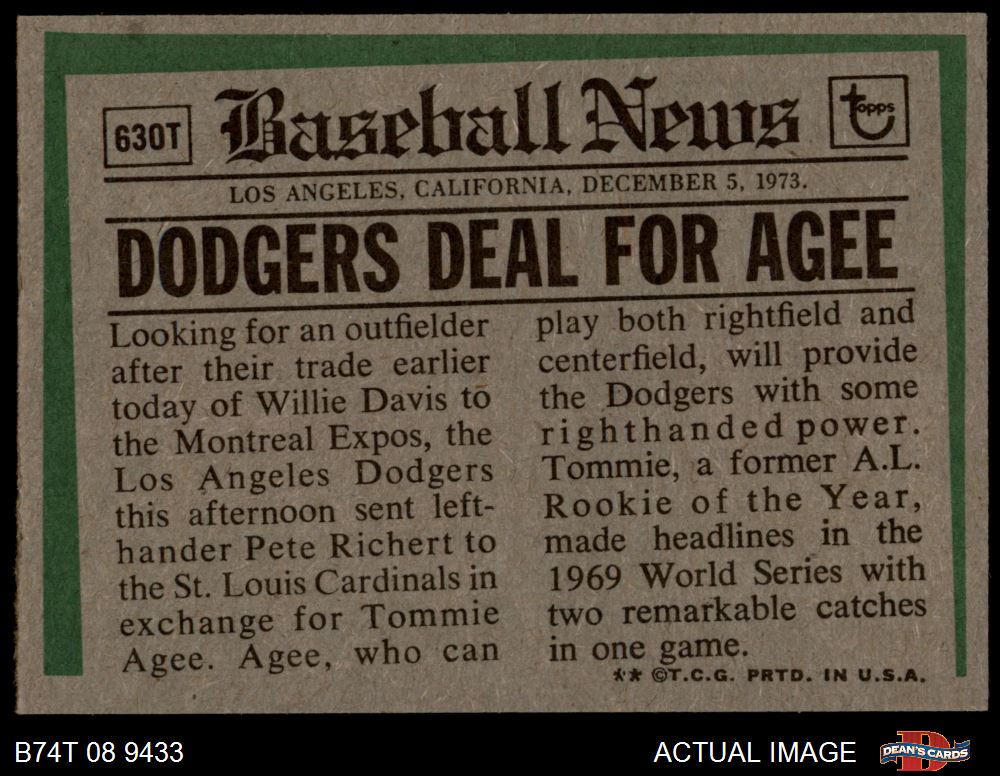 630T
Baseball News
topps
LOS ANGELES, CALIFORNIA, DECEMBER 5, 1973.
DODGERS DEAL FOR AGEE
Looking for an outfielder
after their trade earlier
today of Willie Davis to
the Montreal Expos, the
Los Angeles Dodgers
this afternoon sent left-
hander Pete Richert to
the St. Louis Cardinals in
exchange for Tommie
Agee. Agee, who can
play both rightfield and
centerfield, will provide
the Dodgers with some
righthanded power.
Tommie, a former A.L.
Rookie of the Year,
made headlines in the
1969 World Series with
two remarkable catches
in one game.
** ©T.C.G. PRTD. IN U.S.A.
B74T 08 9433
ACTUAL IMAGE
D
DEAN'S CARDS